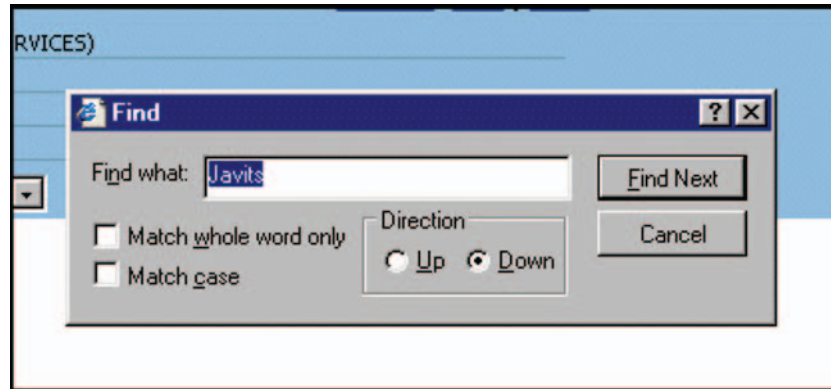 RVICES)
Find
Find what: Javits
Find Next
Match whole word only
Direction
Cancel
Up Down
Match case